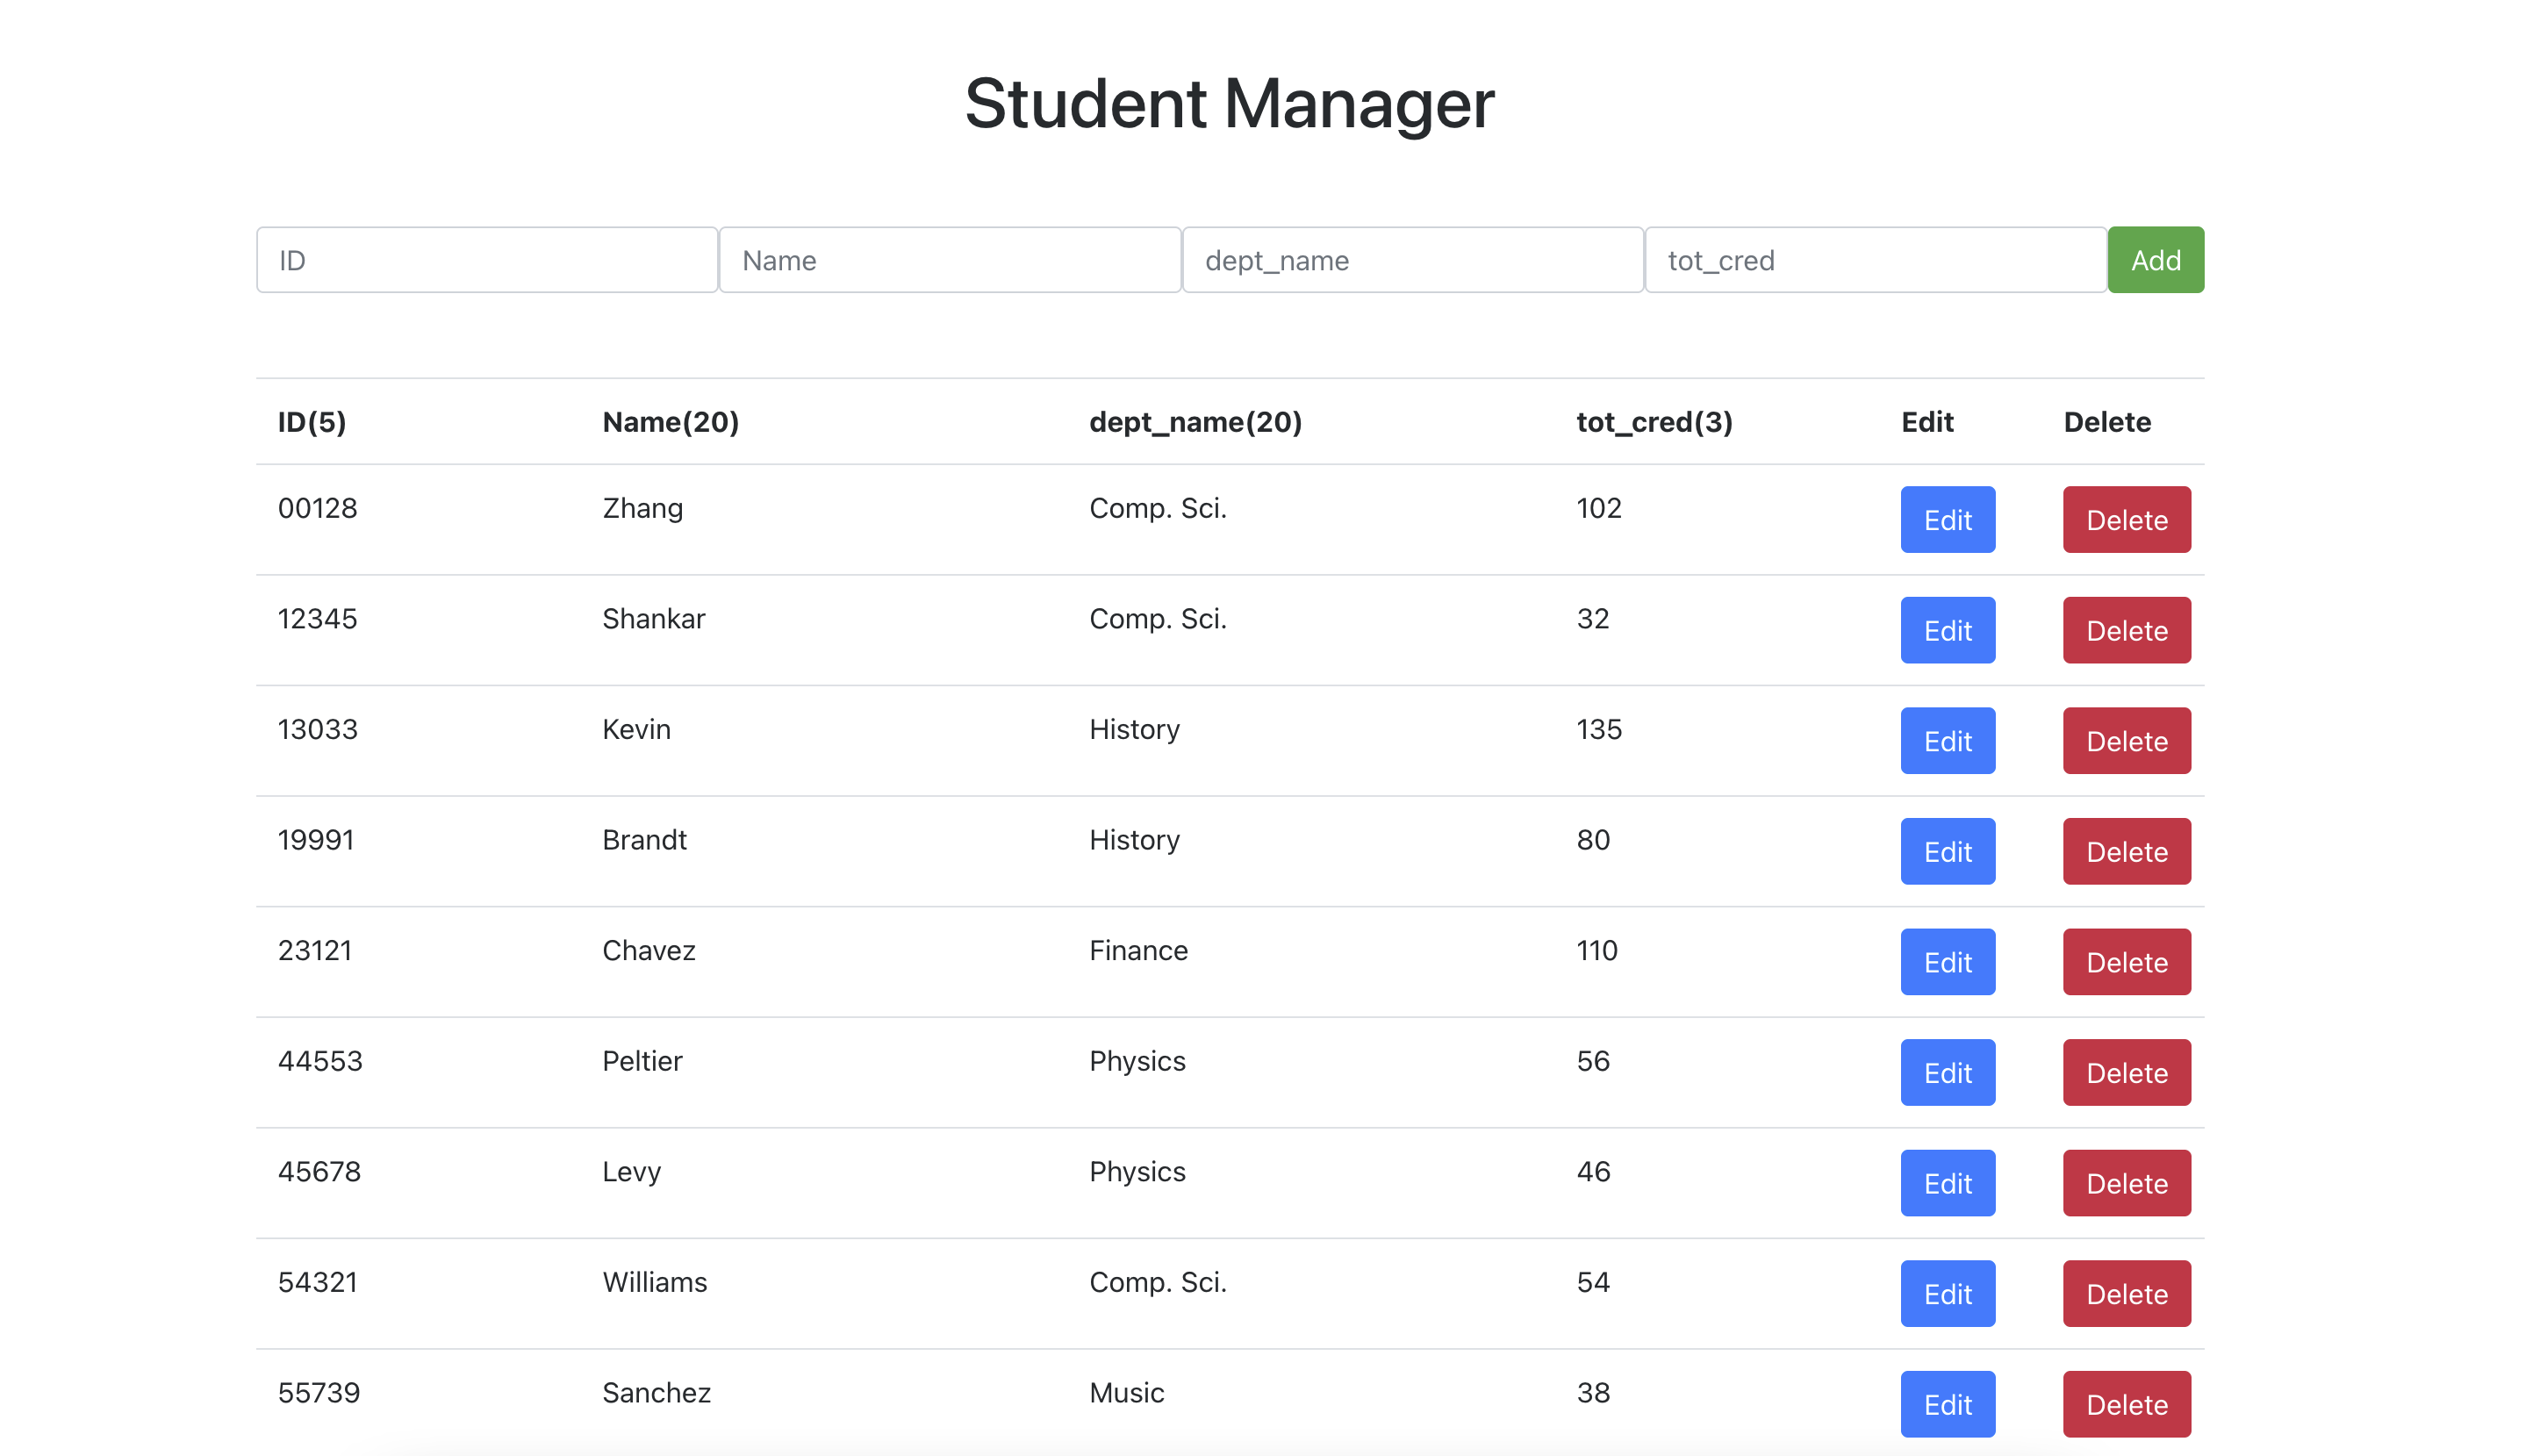 Student Manager
ID Name dept_name tot_cred Add
ID(5) Name(20) dept_name(20) tot_cred(3) Edit Delete
00128 Zhang Comp. Sci. 102 Edit Delete
12345 Shankar Comp. Sci. 32 Edit Delete
13033 Kevin History 135 Edit Delete
19991 Brandt History 80 Edit Delete
23121 Chavez Finance 110 Edit Delete
44553 Peltier Physics 56 Edit Delete
45678 Levy Physics 46 Edit Delete
54321 Williams Comp. Sci. 54 Edit Delete
55739 Sanchez Music 38 Edit Delete